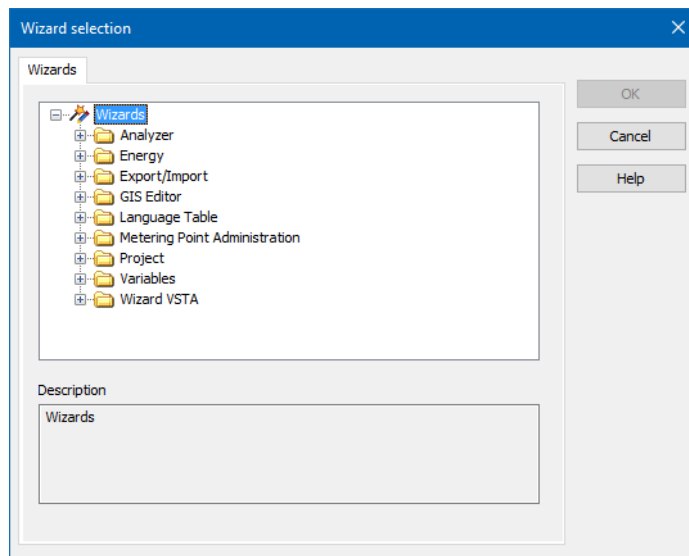 Wizard selection
Wizards
Wizards
Analyzer
Energy
Export/Import
GIS Editor
Language Table
Metering Point Administration
Project
Variables
Wizard VSTA
Description
Wizards
OK
Cancel
Help